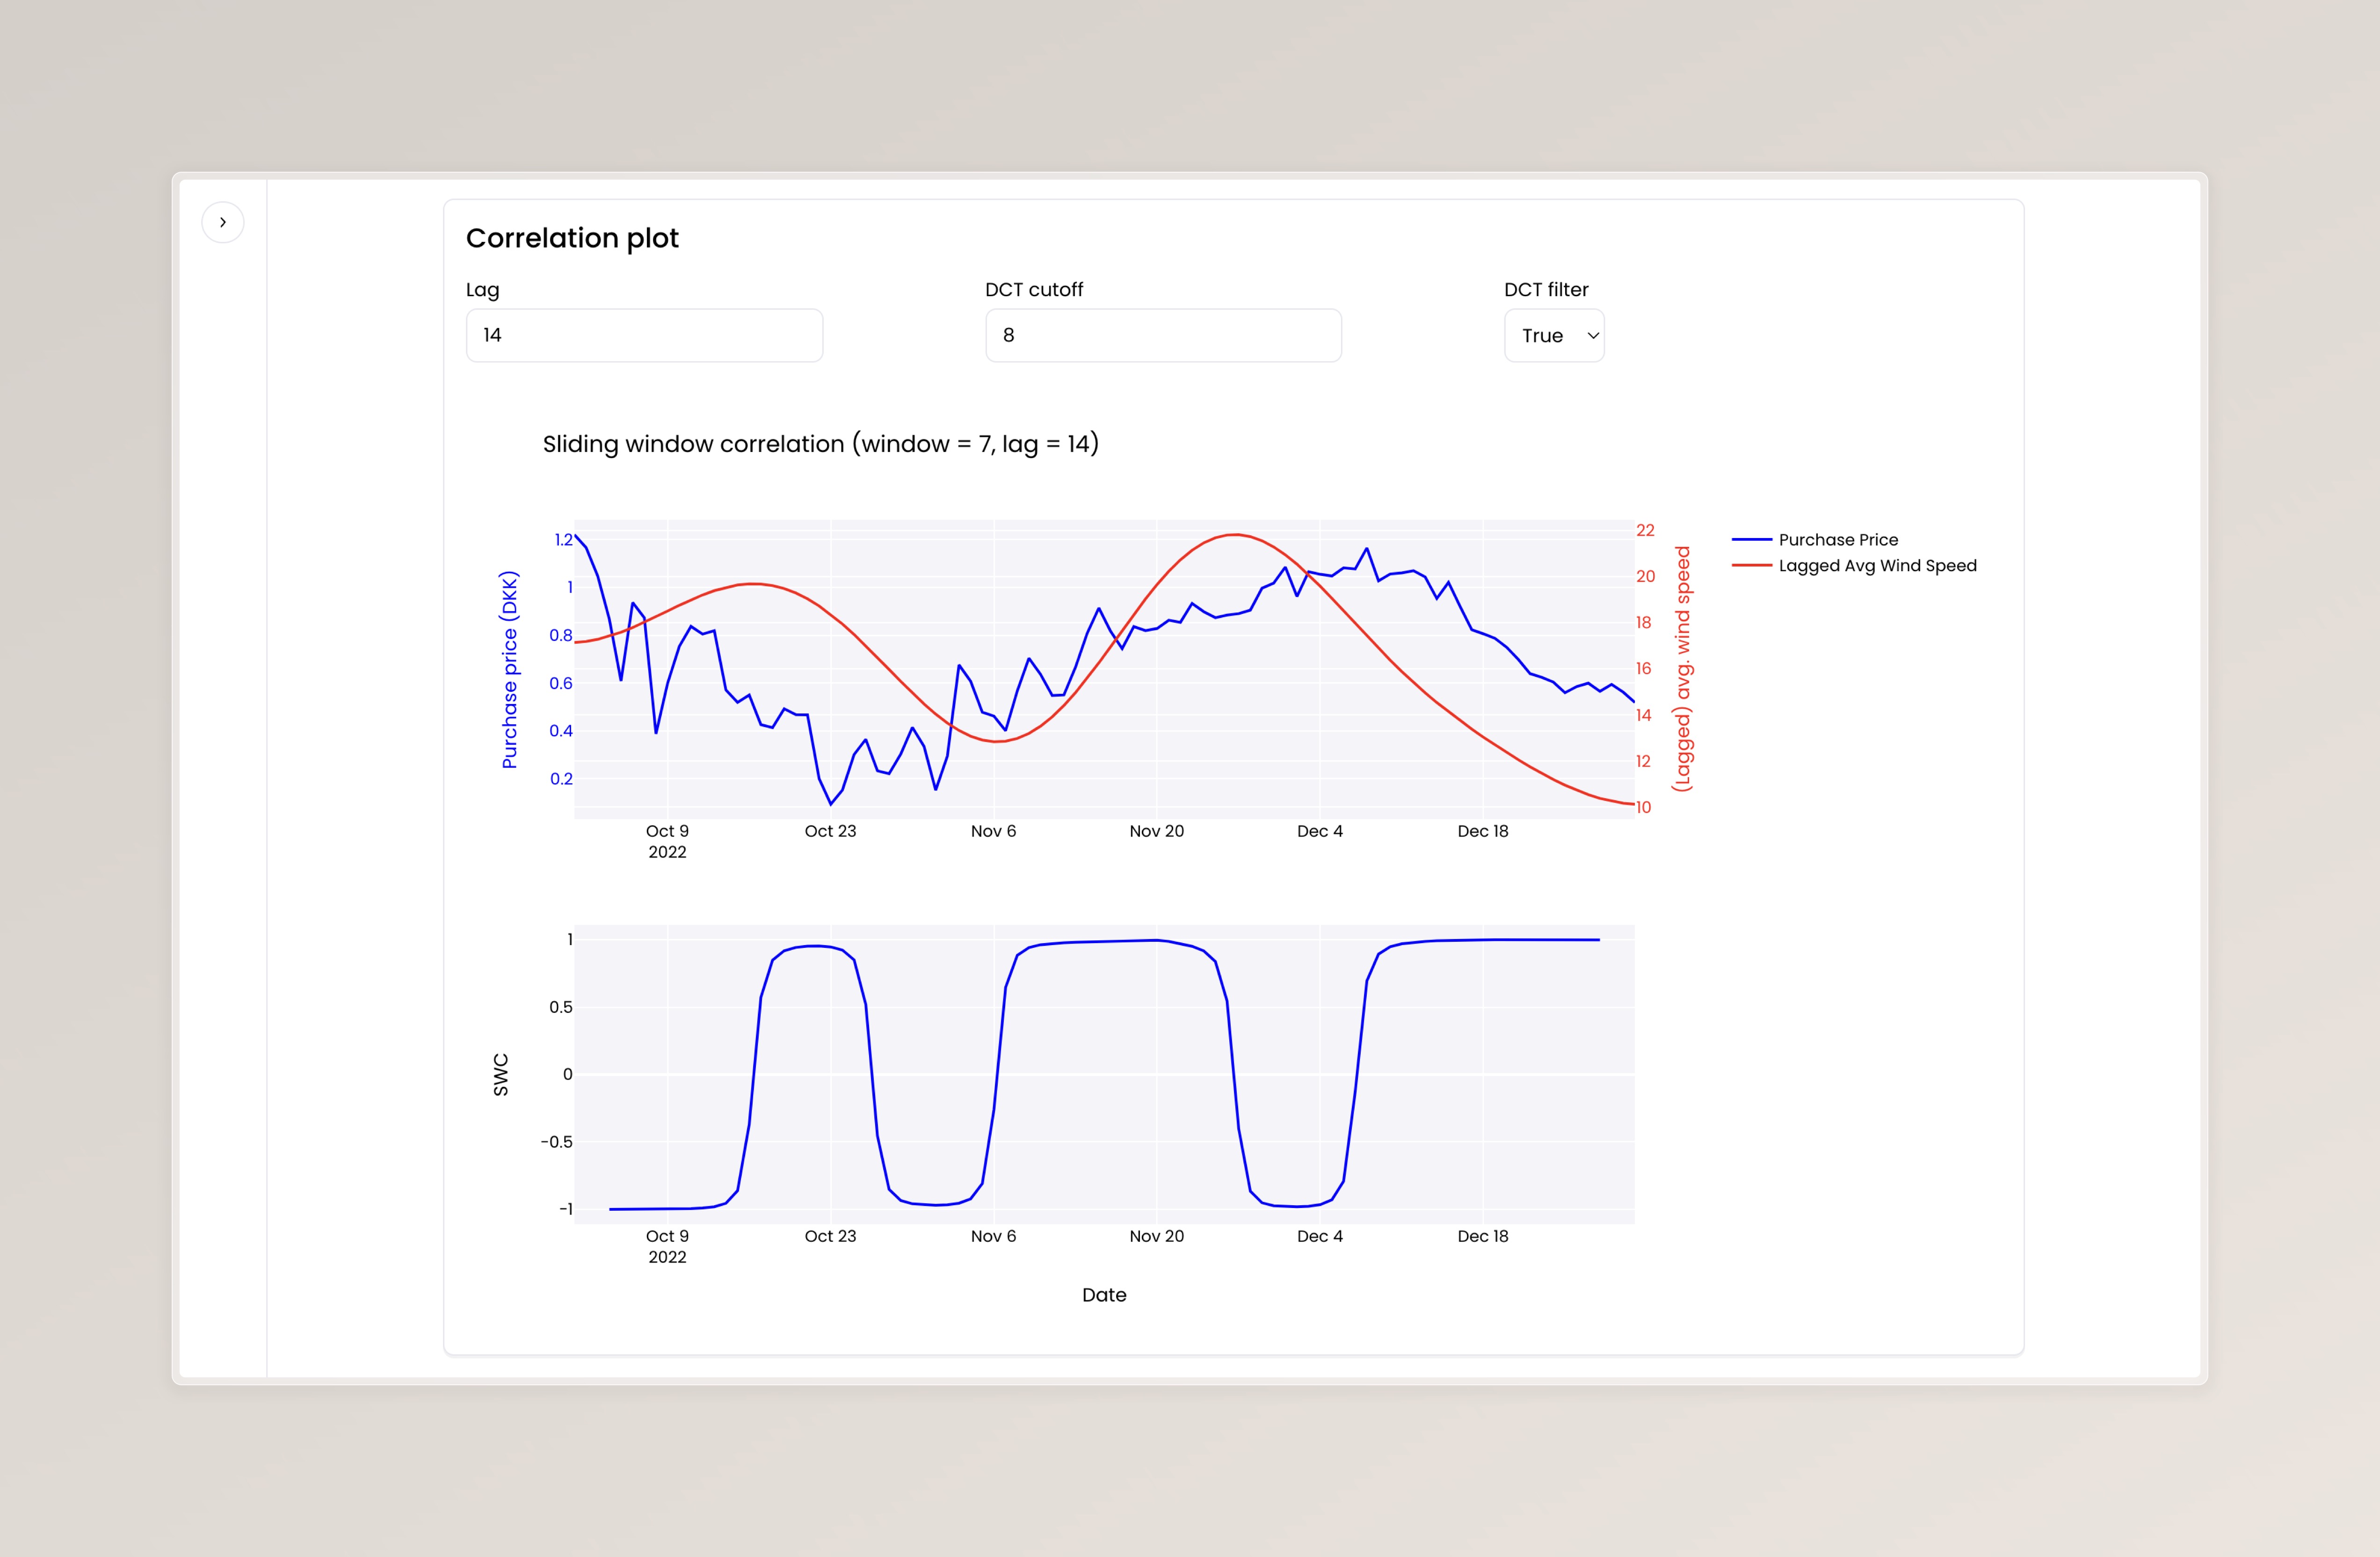 Correlation plot
Lag
DCT cutoff
DCT filter
14
8
True
Sliding window correlation (window = 7, lag = 14)
Purchase price (DKK)
1.2
1
0.8
0.6
0.4
0.2
22
20
18
16
14
12
10
(Lagged) avg. wind speed
Purchase Price
Lagged Avg Wind Speed
Oct 9
2022
Oct 23
Nov 6
Nov 20
Dec 4
Dec 18
SWC
1
0.5
0
−0.5
−1
Oct 9
2022
Oct 23
Nov 6
Nov 20
Dec 4
Dec 18
Date